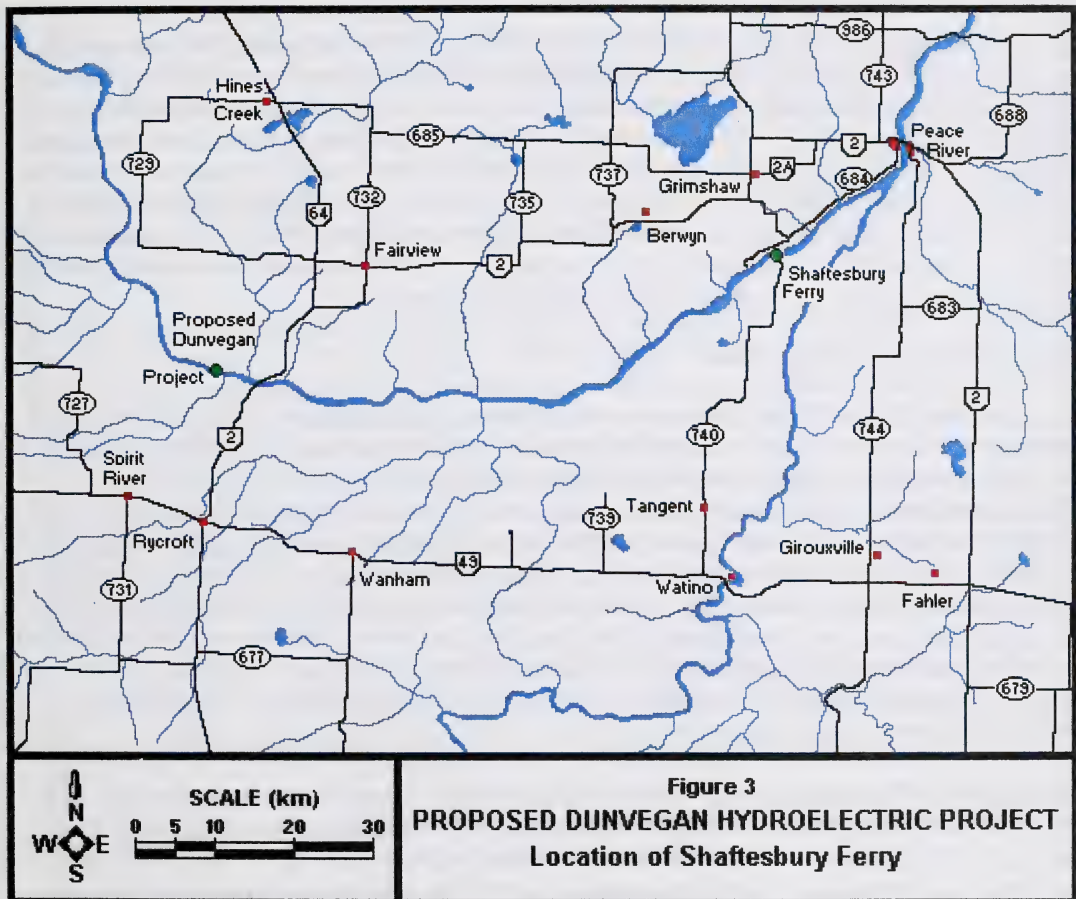 986
743
Hines
Creek
688
685
2
Peace
River
729
737
2A
684
Grimshaw
732
735
64
Berwyn
Fairview
2
Shaftesbury
Ferry
683
Proposed
Dunvegan
Project
727
2
2
740
744
Spirit
River
Tangent
739
Rycroft
Girouxville
49
Wanham
731
Watino
Fahler
677
679
N
W E
S
SCALE (km)
0 5 10 20 30
Figure 3
PROPOSED DUNVEGAN HYDROELECTRIC PROJECT
Location of Shaftesbury Ferry